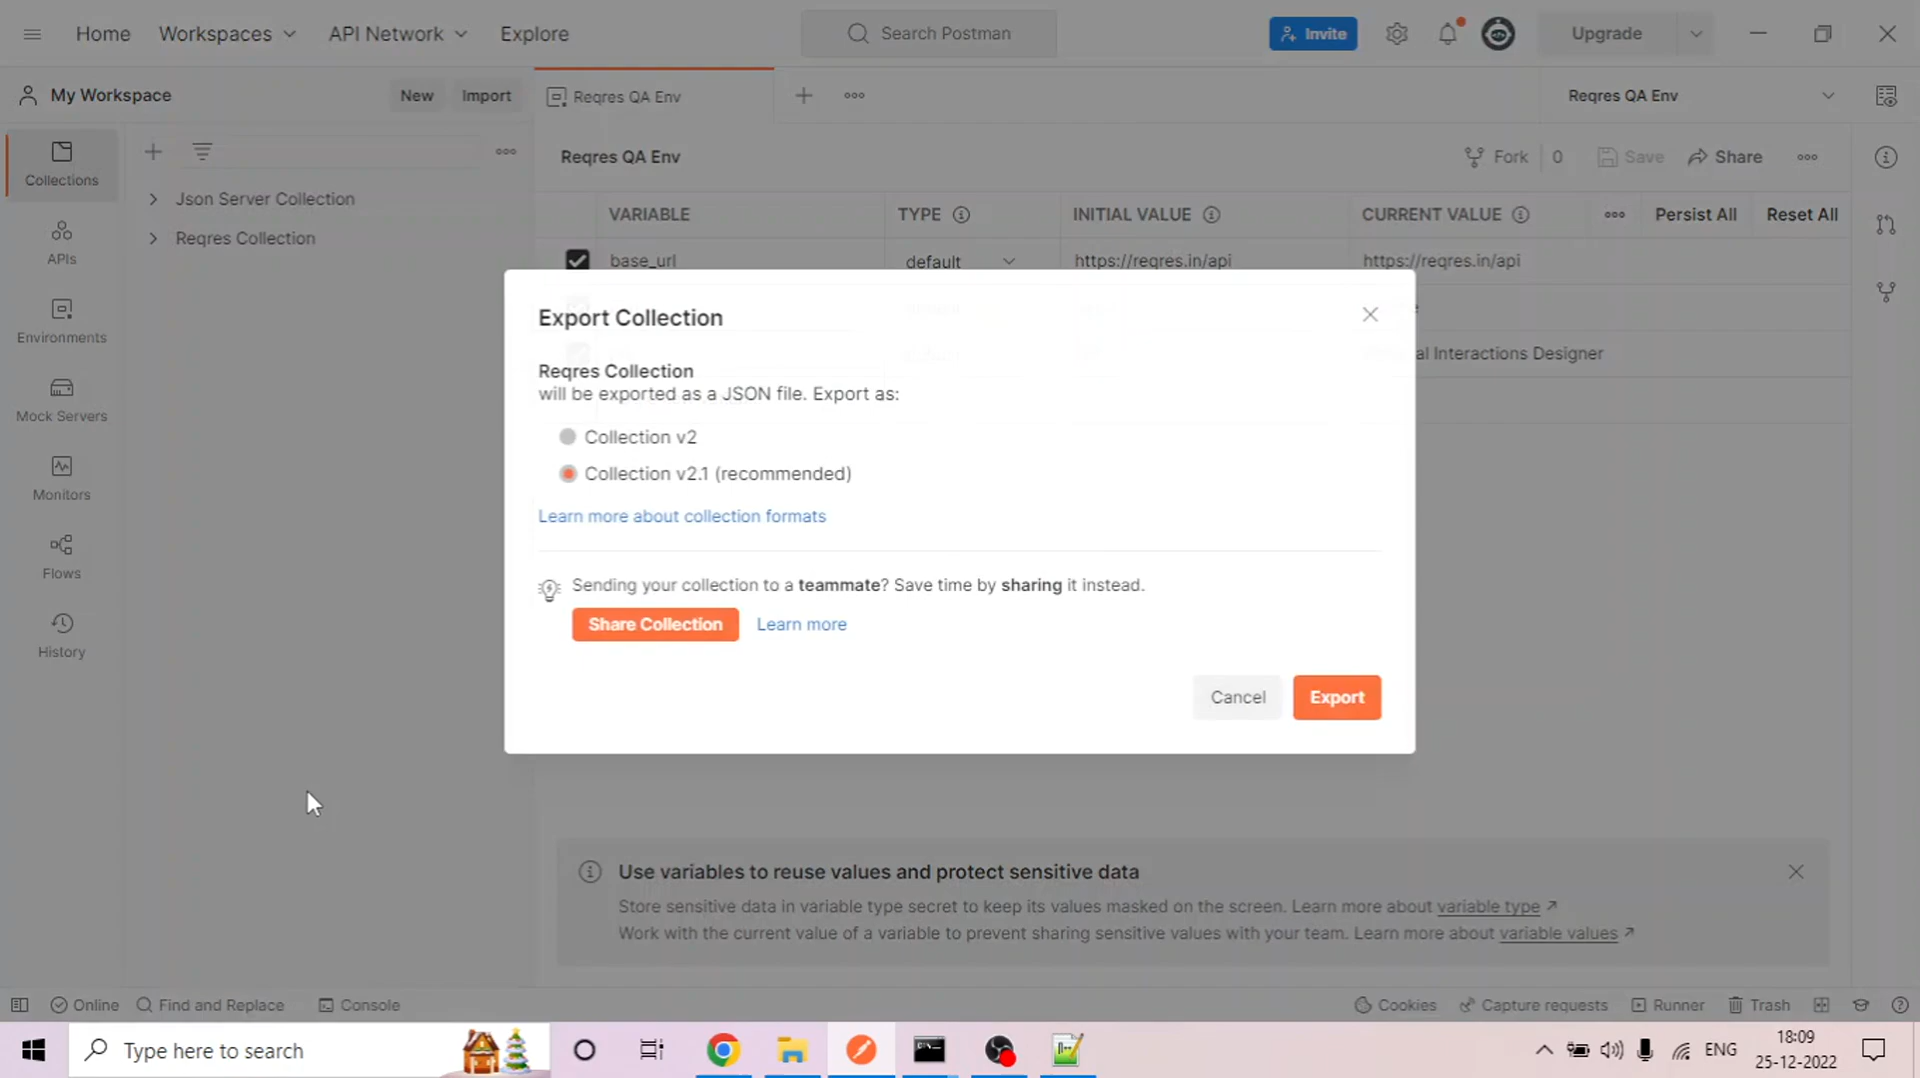 Home
Workspaces
API Network
Explore
Search Postman
Invite
Upgrade
My Workspace
New
Import
Reqres QA Env
Reqres QA Env
Collections
APIs
Environments
Mock Servers
Monitors
Flows
History
Json Server Collection
Reqres Collection
Reqres QA Env
Fork
0
Save
Share
VARIABLE
TYPE
INITIAL VALUE
CURRENT VALUE
Persist All
Reset All
base_url
default
https://reqres.in/api
https://reqres.in/api
al Interactions Designer
Export Collection
Reqres Collection
will be exported as a JSON file. Export as:
Collection v2
Collection v2.1 (recommended)
Learn more about collection formats
Sending your collection to a teammate? Save time by sharing it instead.
Share Collection
Learn more
Cancel
Export
Use variables to reuse values and protect sensitive data
Store sensitive data in variable type secret to keep its values masked on the screen. Learn more about variable type ↗
Work with the current value of a variable to prevent sharing sensitive values with your team. Learn more about variable values ↗
Online
Find and Replace
Console
Cookies
Capture requests
Runner
Trash
Type here to search
ENG
18:09
25-12-2022